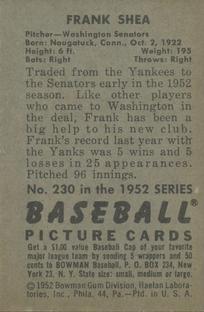 FRANK SHEA
Pitcher—Washington Senators
Born: Naugatuck, Conn., Oct. 2, 1922
Height: 6 ft. Weight: 195
Bats: Right Throws: Right
Traded from the Yankees to
the Senators early in the 1952
season. Like other players
who came to Washington in
the deal, Frank has been a
big help to his new club.
Frank's record last year with
the Yanks was 5 wins and 5
losses in 25 appearances.
Pitched 96 innings.
No. 230 in the 1952 SERIES
BASEBALL®
PICTURE CARDS
Get a $1.00 value Baseball Cap of your favorite
major league team by sending 5 wrappers and 50
cents to BOWMAN Baseball, P. O. BOX 234, New
York 23, N. Y. State size: small, medium or large.
©1952 Bowman Gum Division, Haelan Labora-
tories, Inc., Phila. 44, Pa.—Ptd. in U. S. A.